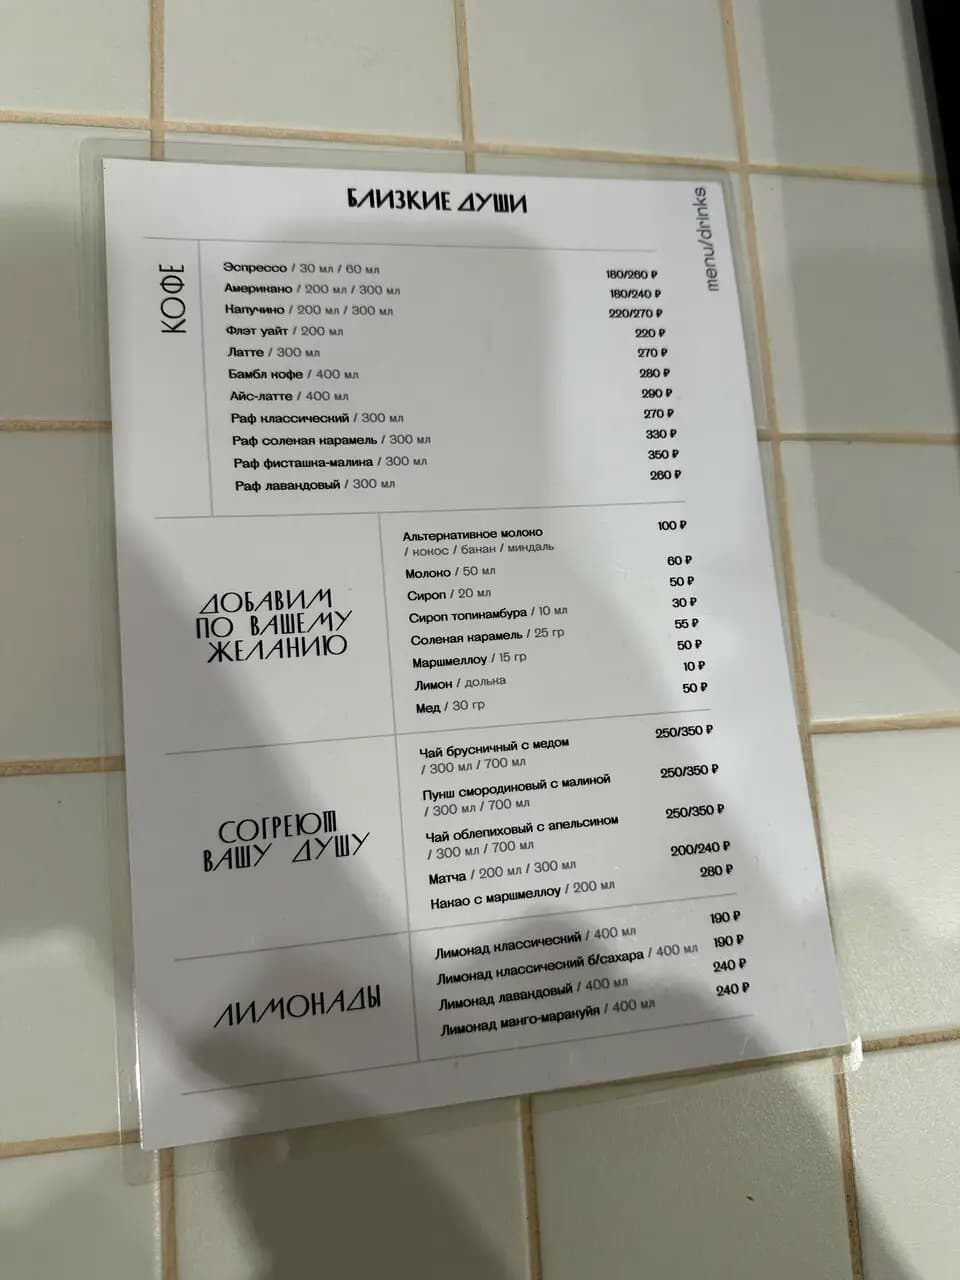 БЛИЗКИЕ ДУШИ
menu/drinks
КОФЕ
Эспрессо / 30 мл / 60 мл 180/260 ₽
Американо / 200 мл / 300 мл 180/240 ₽
Капучино / 200 мл / 300 мл 220/270 ₽
Флэт уайт / 200 мл 220 ₽
Латте / 300 мл 270 ₽
Бамбл кофе / 400 мл 280 ₽
Айс-латте / 400 мл 290 ₽
Раф классический / 300 мл 270 ₽
Раф соленая карамель / 300 мл 330 ₽
Раф фисташка-малина / 300 мл 350 ₽
Раф лавандовый / 300 мл 260 ₽
ДОБАВИМ
ПО ВАШЕМУ
ЖЕЛАНИЮ
Альтернативное молоко 100 ₽
/ кокос / банан / миндаль
Молоко / 50 мл 60 ₽
Сироп / 20 мл 50 ₽
Сироп топинамбура / 10 мл 30 ₽
Соленая карамель / 25 гр 55 ₽
Маршмеллоу / 15 гр 50 ₽
Лимон / долька 10 ₽
Мед / 30 гр 50 ₽
СОГРЕЮТ
ВАШУ ДУШУ
Чай брусничный с медом 250/350 ₽
/ 300 мл / 700 мл
Пунш смородиновый с малиной 250/350 ₽
/ 300 мл / 700 мл
Чай облепиховый с апельсином 250/350 ₽
/ 300 мл / 700 мл
Матча / 200 мл / 300 мл 200/240 ₽
Какао с маршмеллоу / 200 мл 280 ₽
ЛИМОНАДЫ
Лимонад классический / 400 мл 190 ₽
Лимонад классический б/сахара / 400 мл 190 ₽
Лимонад лавандовый / 400 мл 240 ₽
Лимонад манго-маракуйя / 400 мл 240 ₽